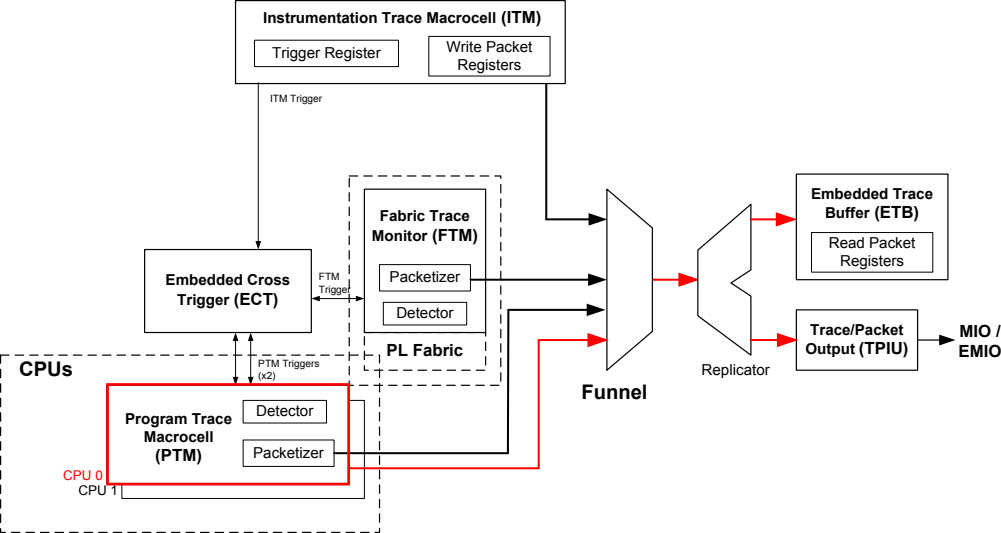 Instrumentation Trace Macrocell (ITM)
Trigger Register
Write Packet
Registers
ITM Trigger
Fabric Trace
Monitor (FTM)
Packetizer
Detector
PL Fabric
Embedded Cross
Trigger (ECT)
FTM
Trigger
PTM Triggers
(x2)
CPUs
Program Trace
Macrocell
(PTM)
Detector
Packetizer
CPU 0
CPU 1
Funnel
Replicator
Embedded Trace
Buffer (ETB)
Read Packet
Registers
Trace/Packet
Output (TPIU)
MIO /
EMIO